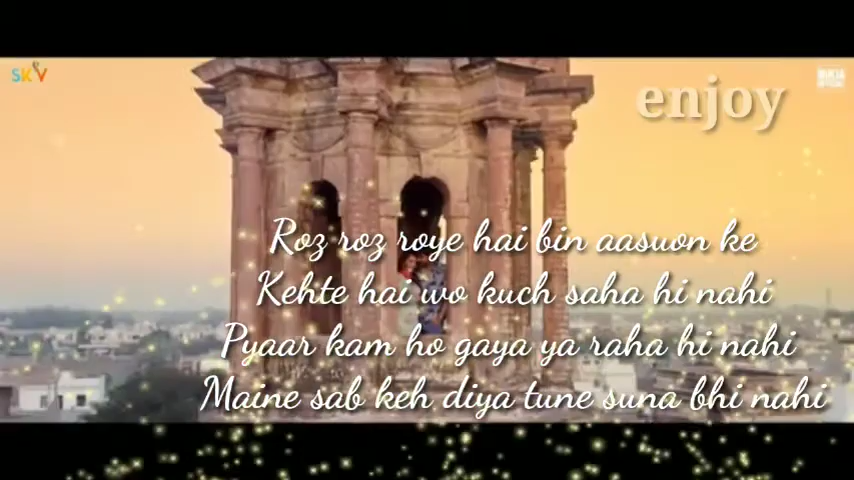 SKV
enjoy
Roz roz roye hai bin aasuon ke
Kehte hai wo kuch saha hi nahi
Pyaar kam ho gaya ya raha hi nahi
Maine sab keh diya tune suna bhi nahi